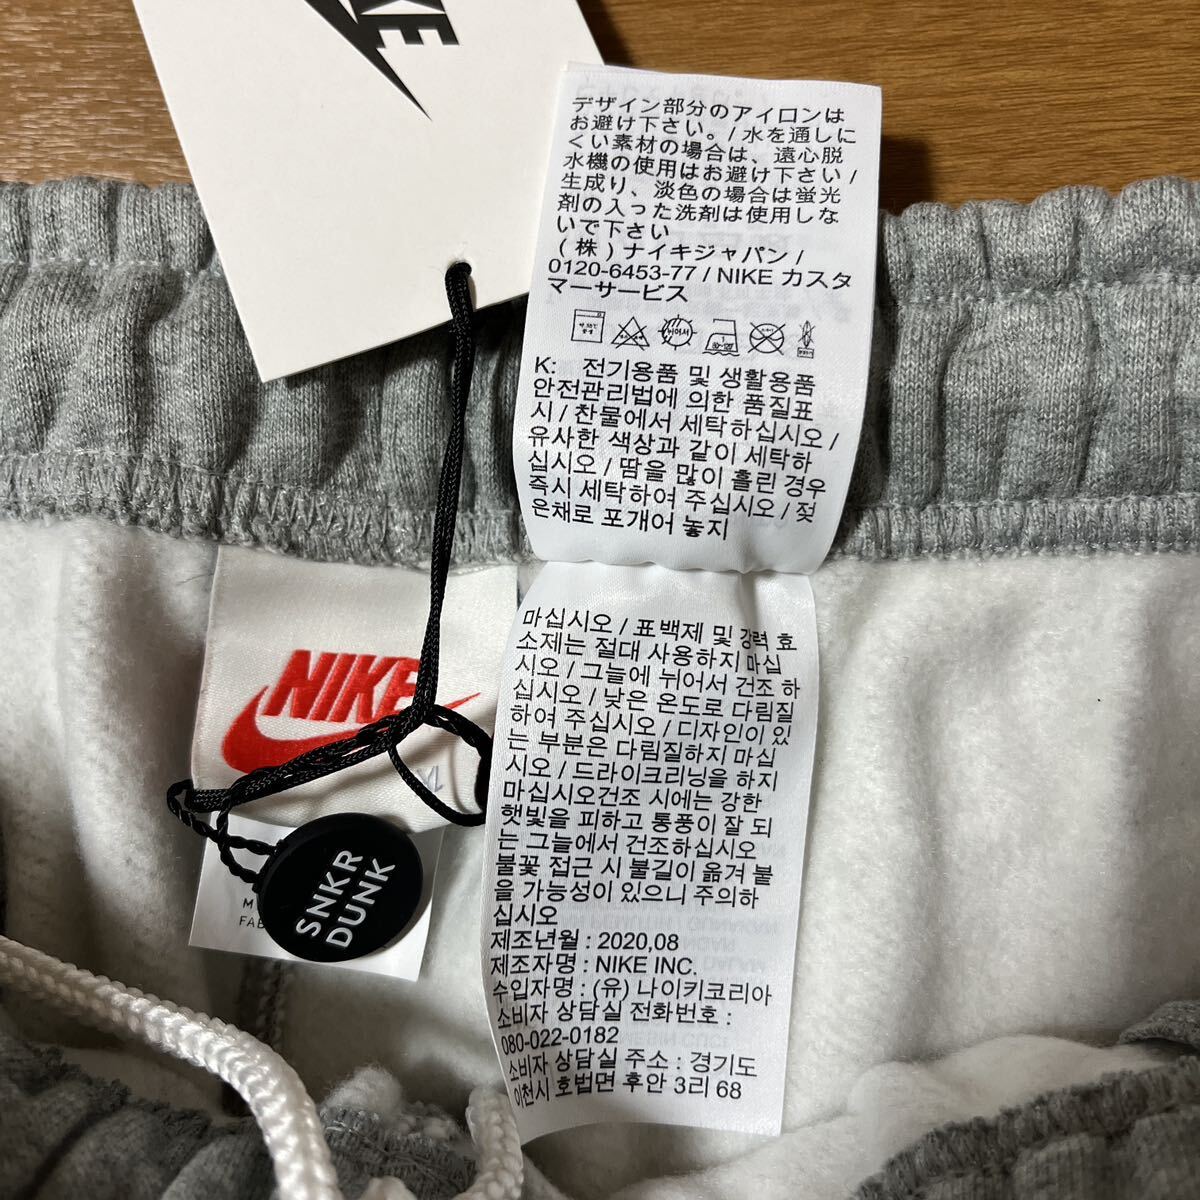 NIKE
デザイン部分のアイロンは
お避け下さい。/ 水を通しに
くい素材の場合は、遠心脱
水機の使用はお避け下さい /
生成り、淡色の場合は蛍光
剤の入った洗剤は使用しな
いで下さい
(株)ナイキジャパン /
0120-6453-77 / NIKE カスタ
マーサービス
K: 전기용품 및 생활용품
안전관리법에 의한 품질표
시 / 찬물에서 세탁하십시오 /
유사한 색상과 같이 세탁하
십시오 / 땀을 많이 흘린 경우
즉시 세탁하여 주십시오 / 젖
은채로 포개어 놓지
마십시오 / 표백제 및 강력 효
소제는 절대 사용하지 마십
시오 / 그늘에 뉘어서 건조 하
십시오 / 낮은 온도로 다림질
하여 주십시오 / 디자인이 있
는 부분은 다림질하지 마십
시오 / 드라이크리닝을 하지
마십시오건조 시에는 강한
햇빛을 피하고 통풍이 잘 되
는 그늘에서 건조하십시오
불꽃 접근 시 불길이 옮겨 붙
을 가능성이 있으니 주의하
십시오
제조년월 : 2020,08
제조자명 : NIKE INC.
수입자명 : (유) 나이키코리아
소비자 상담실 전화번호 :
080-022-0182
소비자 상담실 주소 : 경기도
이천시 호법면 후안 3리 68
NIKE
SNKR
DUNK